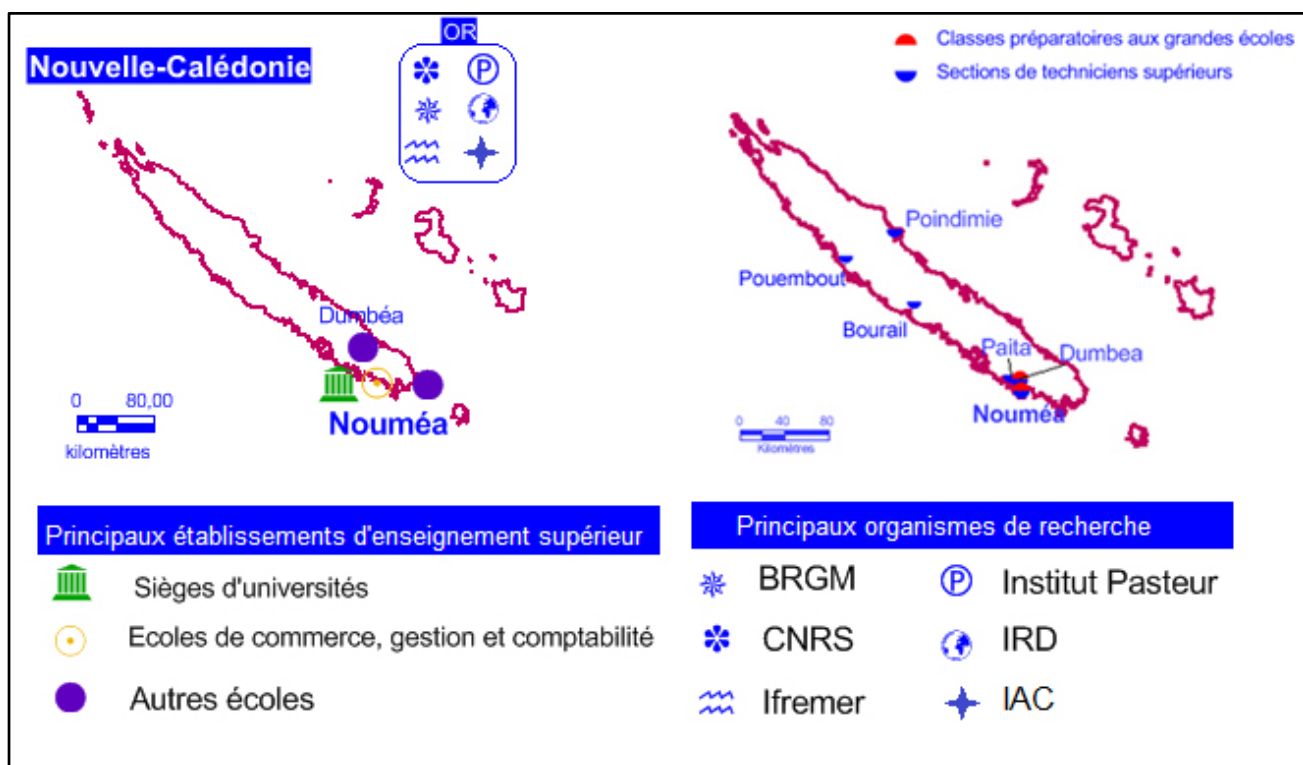 OR
Nouvelle-Calédonie
P
Dumbéa
Nouméa
0 80,00
kilomètres
Classes préparatoires aux grandes écoles
Sections de techniciens supérieurs
Poindimie
Pouembout
Bourail
Paita
Dumbea
Nouméa
0 40 80
Kilomètres
Principaux établissements d'enseignement supérieur
Sièges d'universités
Ecoles de commerce, gestion et comptabilité
Autres écoles
Principaux organismes de recherche
BRGM
P Institut Pasteur
CNRS
IRD
Ifremer
IAC